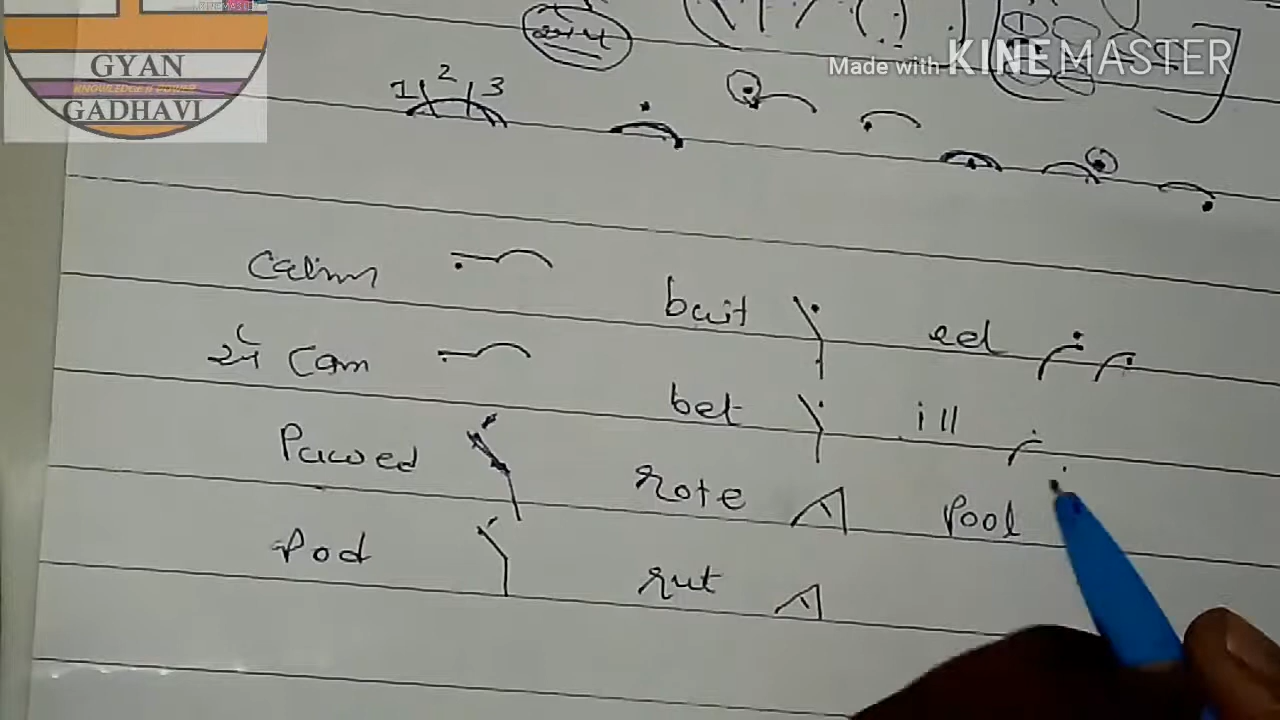 GYAN
KNOWLEDGE IS POWER
GADHAVI
Made with KINEMASTER
1 2 3
Calm
bait
eel
Cam
bet
ill
Pawed
rote
Pool
Pod
rut